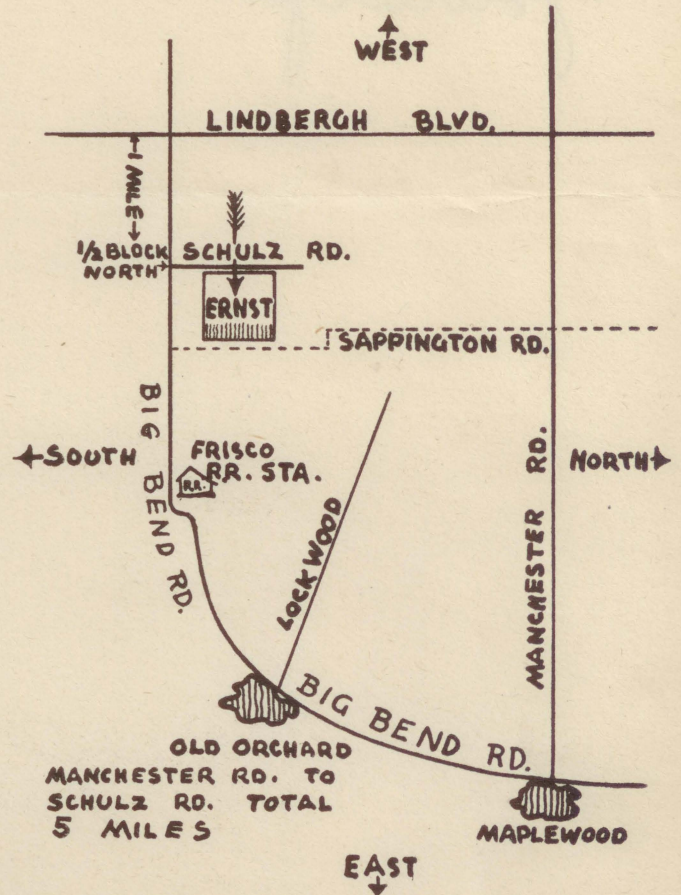 WEST
LINDBERGH BLVD.
←1 MILE→
1/2 BLOCK
NORTH→
SCHULZ RD.
ERNST
SAPPINGTON RD.
BIG BEND RD.
←SOUTH
FRISCO
R.R. STA.
R.R.
LOCKWOOD
MANCHESTER RD.
NORTH→
BIG BEND RD.
OLD ORCHARD
MANCHESTER RD. TO
SCHULZ RD. TOTAL
5 MILES
MAPLEWOOD
EAST